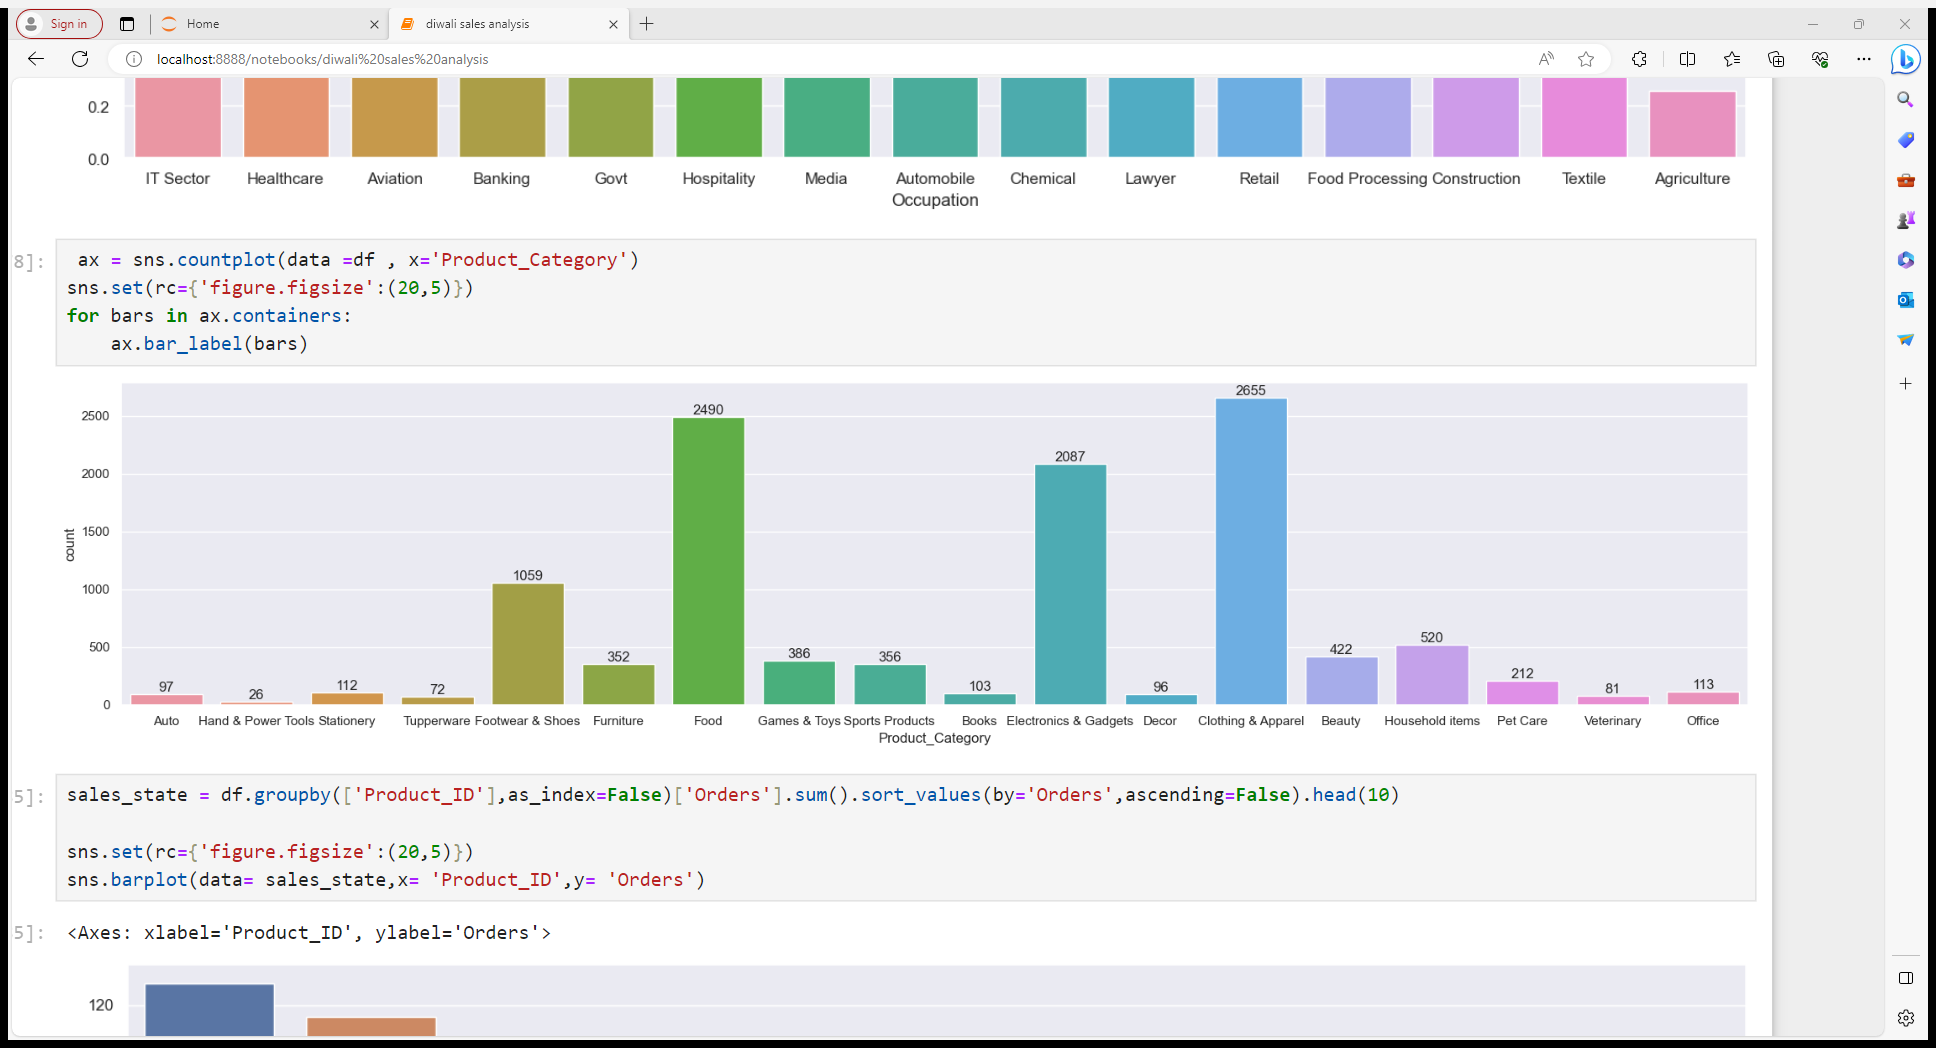 Sign in
Home
diwali sales analysis
localhost:8888/notebooks/diwali%20sales%20analysis
0.2
0.0
IT Sector Healthcare Aviation Banking Govt Hospitality Media Automobile Chemical Lawyer Retail Food Processing Construction Textile Agriculture
Occupation
8]:
ax = sns.countplot(data =df , x='Product_Category')
sns.set(rc={'figure.figsize':(20,5)})
for bars in ax.containers:
    ax.bar_label(bars)
2500
2000
1500
1000
500
0
count
97 26 112 72 1059 352 2490 386 356 103 2087 96 2655 422 520 212 81 113
Auto Hand & Power Tools Stationery Tupperware Footwear & Shoes Furniture Food Games & Toys Sports Products Books Electronics & Gadgets Decor Clothing & Apparel Beauty Household items Pet Care Veterinary Office
Product_Category
5]:
sales_state = df.groupby(['Product_ID'],as_index=False)['Orders'].sum().sort_values(by='Orders',ascending=False).head(10)
sns.set(rc={'figure.figsize':(20,5)})
sns.barplot(data= sales_state,x= 'Product_ID',y= 'Orders')
5]:
<Axes: xlabel='Product_ID', ylabel='Orders'>
120